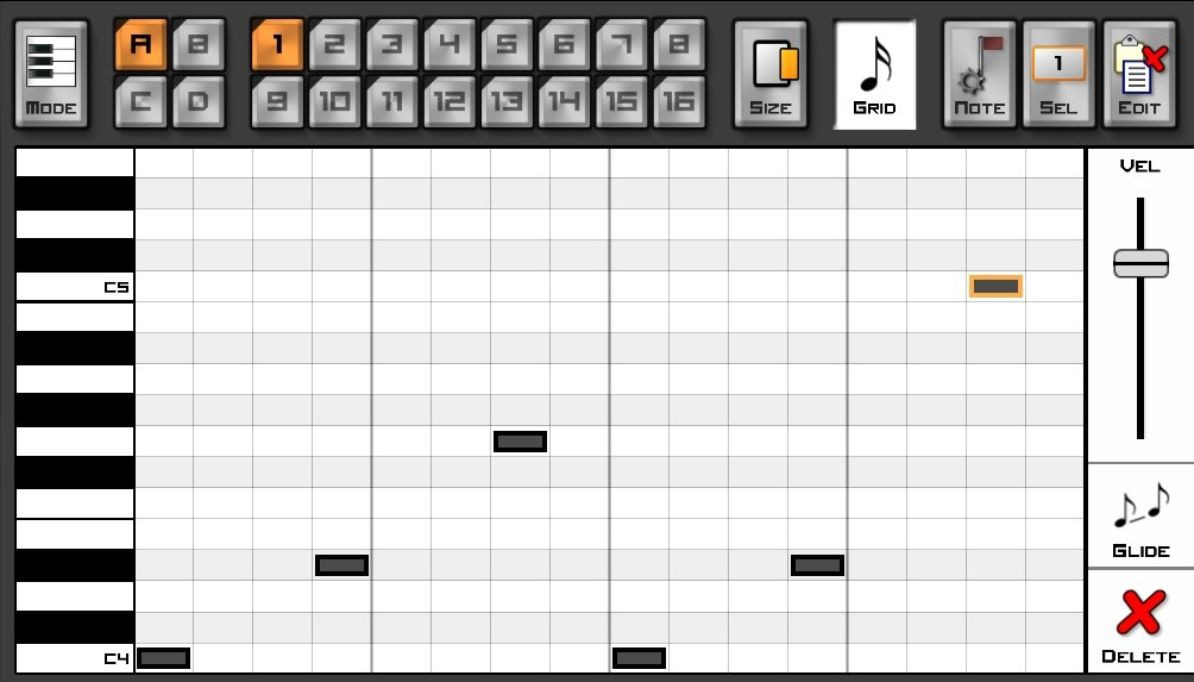 A B 1 2 3 4 5 6 7 8
MODE C D 9 10 11 12 13 14 15 16 SIZE GRID NOTE 1 SEL EDIT
VEL
C5
GLIDE
C4
DELETE